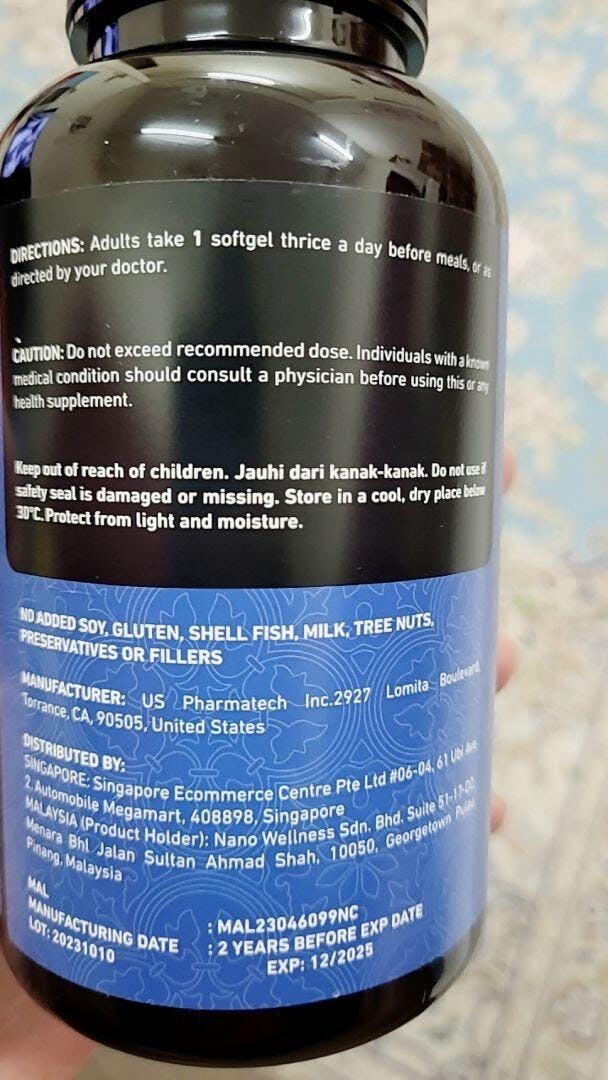 DIRECTIONS: Adults take 1 softgel thrice a day before meals, or as
directed by your doctor.
CAUTION: Do not exceed recommended dose. Individuals with a known
medical condition should consult a physician before using this or any
health supplement.
Keep out of reach of children. Jauhi dari kanak-kanak. Do not use if
safety seal is damaged or missing. Store in a cool, dry place below
30°C. Protect from light and moisture.
NO ADDED SOY, GLUTEN, SHELL FISH, MILK, TREE NUTS,
PRESERVATIVES OR FILLERS
MANUFACTURER: US Pharmatech Inc.2927 Lomita Boulevard,
Torrance, CA, 90505, United States
DISTRIBUTED BY:
SINGAPORE: Singapore Ecommerce Centre Pte Ltd #06-04, 61 Ubi Ave
2, Automobile Megamart, 408898, Singapore
MALAYSIA (Product Holder): Nano Wellness Sdn. Bhd. Suite 51-17-D2,
Menara Bhl Jalan Sultan Ahmad Shah, 10050, Georgetown Pulau
Pinang, Malaysia
MAL : MAL23046099NC
MANUFACTURING DATE : 2 YEARS BEFORE EXP DATE
LOT: 20231010 EXP: 12/2025